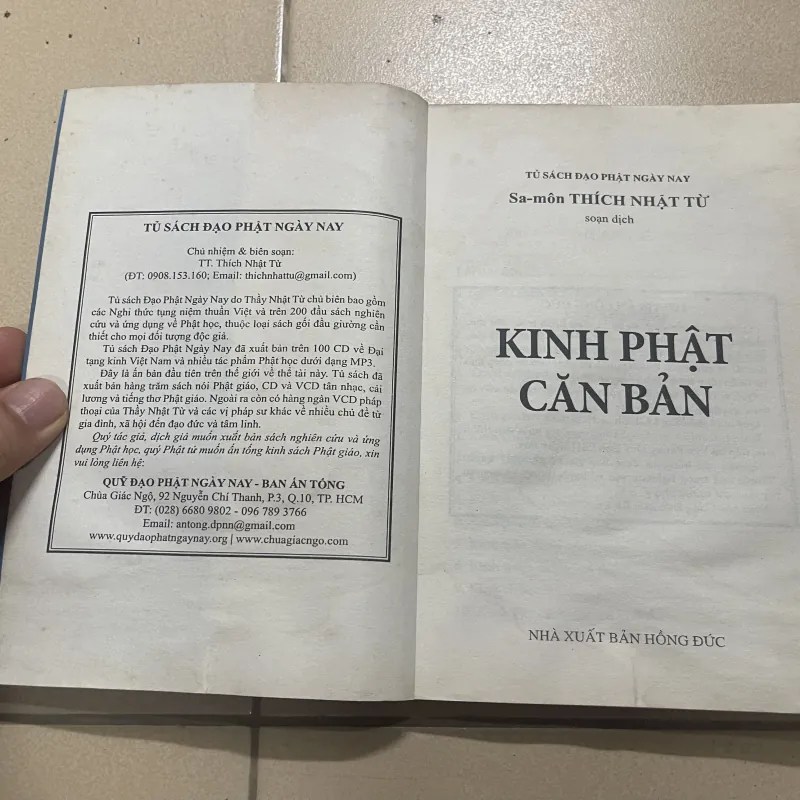 TỦ SÁCH ĐẠO PHẬT NGÀY NAY
Chủ nhiệm & biên soạn:
TT. Thích Nhật Từ
(ĐT: 0908.153.160; Email: thichnhattu@gmail.com)
Tủ sách Đạo Phật Ngày Nay do Thầy Nhật Từ chủ biên bao gồm
các Nghi thức tụng niệm thuần Việt và trên 200 đầu sách nghiên
cứu và ứng dụng về Phật học, thuộc loại sách gối đầu giường cần
thiết cho mọi đối tượng độc giả.
Tủ sách Đạo Phật Ngày Nay đã xuất bản trên 100 CD về Đại
tạng kinh Việt Nam và nhiều tác phẩm Phật học dưới dạng MP3.
Đây là ấn bản đầu tiên trên thế giới về thể tài này. Tủ sách đã
xuất bản hàng trăm sách nói Phật giáo, CD và VCD tân nhạc, cải
lương và tiếng thơ Phật giáo. Ngoài ra còn có hàng ngàn VCD pháp
thoại của Thầy Nhật Từ và các vị pháp sư khác về nhiều chủ đề từ
gia đình, xã hội đến đạo đức và tâm linh.
Quý tác giả, dịch giả muốn xuất bản sách nghiên cứu và ứng
dụng Phật học, quý Phật tử muốn ấn tống kinh sách Phật giáo, xin
vui lòng liên hệ:
QUỸ ĐẠO PHẬT NGÀY NAY - BAN ẤN TỐNG
Chùa Giác Ngộ, 92 Nguyễn Chí Thanh, P.3, Q.10, TP. HCM
ĐT: (028) 6680 9802 - 096 789 3766
Email: antong.dpnn@gmail.com
www.quydaophatngaynay.org | www.chuagiacngo.com
TỦ SÁCH ĐẠO PHẬT NGÀY NAY
Sa-môn THÍCH NHẬT TỪ
soạn dịch
KINH PHẬT
CĂN BẢN
NHÀ XUẤT BẢN HỒNG ĐỨC